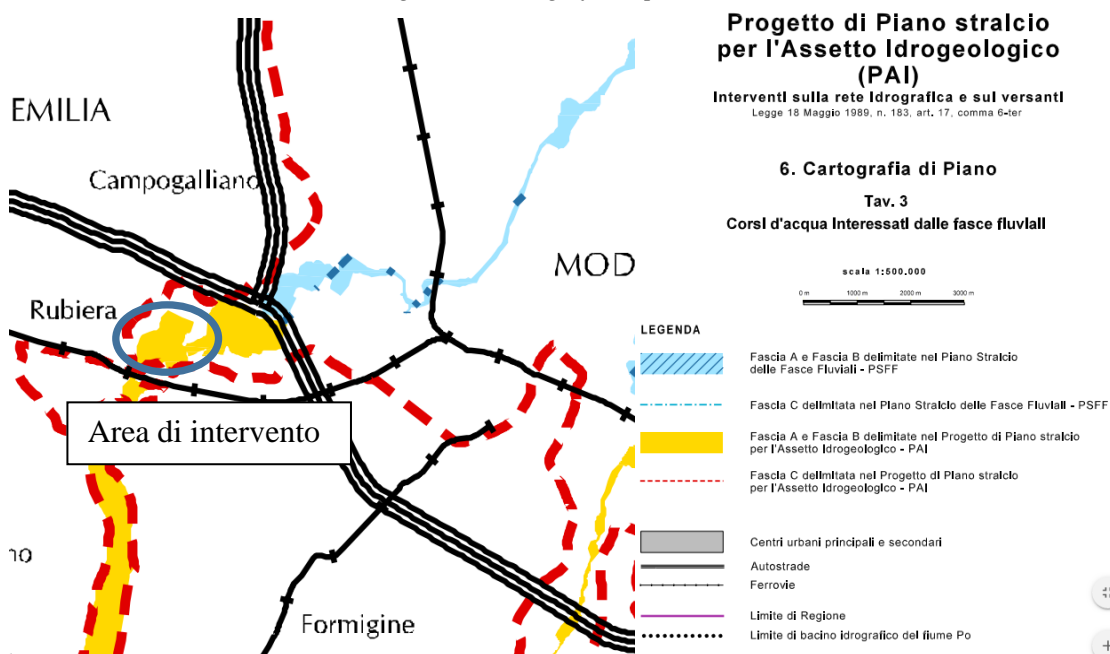 EMILIA
Campogalliano
MOD
Rubiera
Area di intervento
no
Formigine
Progetto di Piano stralcio
per l'Assetto Idrogeologico
(PAI)
Interventi sulla rete Idrografica e sui versanti
Legge 18 Maggio 1989, n. 183, art. 17, comma 6-ter
6. Cartografia di Piano
Tav. 3
Corsi d'acqua Interessati dalle fasce fluviali
scala 1:500.000
0 m 1000 m 2000 m 3000 m
LEGENDA
Fascia A e Fascia B delimitate nel Piano Stralcio
delle Fasce Fluviali - PSFF
Fascia C delimitata nel Piano Stralcio delle Fasce Fluviali - PSFF
Fascia A e Fascia B delimitate nel Progetto di Piano stralcio
per l'Assetto Idrogeologico - PAI
Fascia C delimitata nel Progetto di Piano stralcio
per l'Assetto Idrogeologico - PAI
Centri urbani principali e secondari
Autostrade
Ferrovie
Limite di Regione
Limite di bacino idrografico del fiume Po